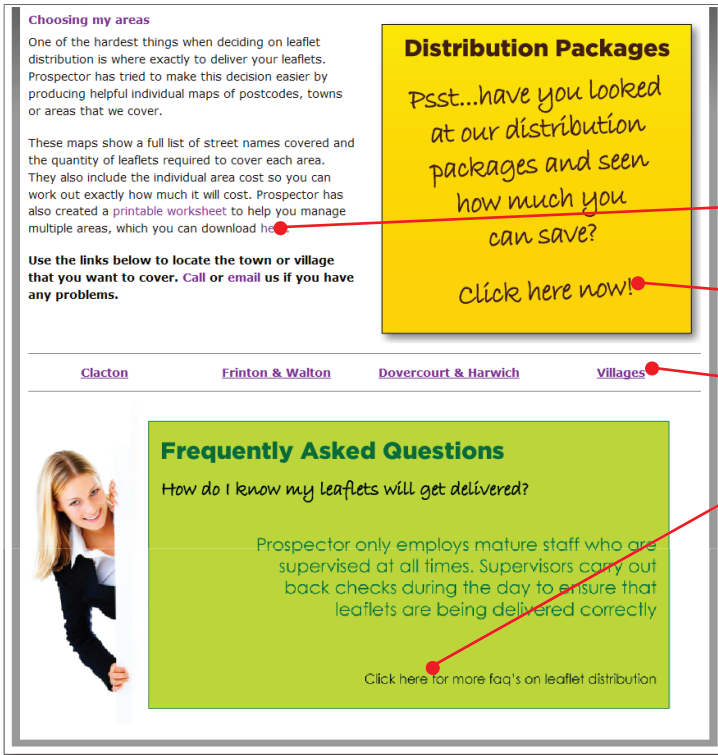 Choosing my areas
One of the hardest things when deciding on leaflet
distribution is where exactly to deliver your leaflets.
Prospector has tried to make this decision easier by
producing helpful individual maps of postcodes, towns
or areas that we cover.
These maps show a full list of street names covered and
the quantity of leaflets required to cover each area.
They also include the individual area cost so you can
work out exactly how much it will cost. Prospector has
also created a printable worksheet to help you manage
multiple areas, which you can download here.
Use the links below to locate the town or village
that you want to cover. Call or email us if you have
any problems.
Distribution Packages
Psst...have you looked
at our distribution
packages and seen
how much you
can save?
Click here now!
Clacton Frinton & Walton Dovercourt & Harwich Villages
Frequently Asked Questions
How do I know my leaflets will get delivered?
Prospector only employs mature staff who are
supervised at all times. Supervisors carry out
back checks during the day to ensure that
leaflets are being delivered correctly
Click here for more faq's on leaflet distribution